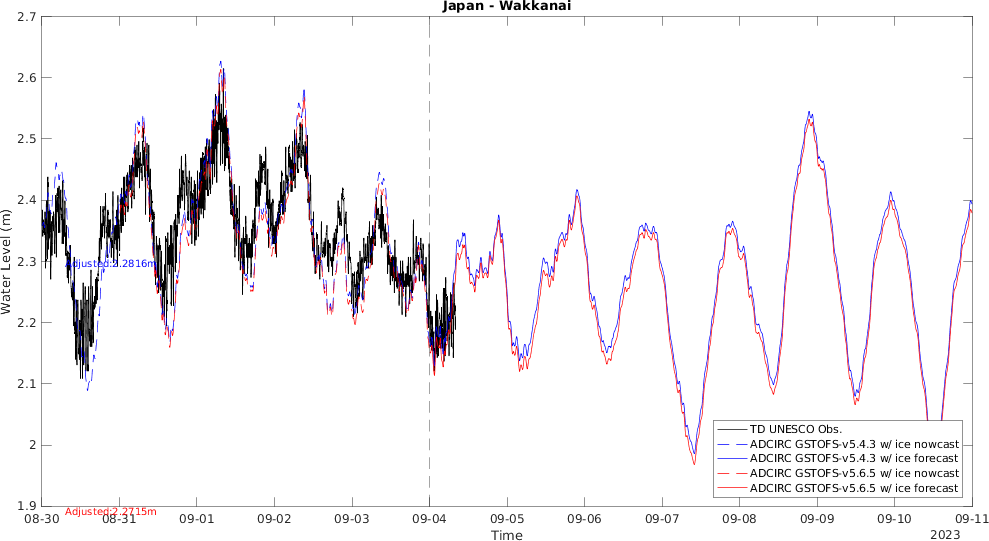 Japan - Wakkanai
2.7
2.6
2.5
2.4
2.3
2.2
2.1
2
1.9
Water Level (m)
Adjusted:2.2816m
Adjusted:2.2715m
TD UNESCO Obs.
ADCIRC GSTOFS-v5.4.3 w/ ice nowcast
ADCIRC GSTOFS-v5.4.3 w/ ice forecast
ADCIRC GSTOFS-v5.6.5 w/ ice nowcast
ADCIRC GSTOFS-v5.6.5 w/ ice forecast
08-30 08-31 09-01 09-02 09-03 09-04 09-05 09-06 09-07 09-08 09-09 09-10 09-11
Time
2023